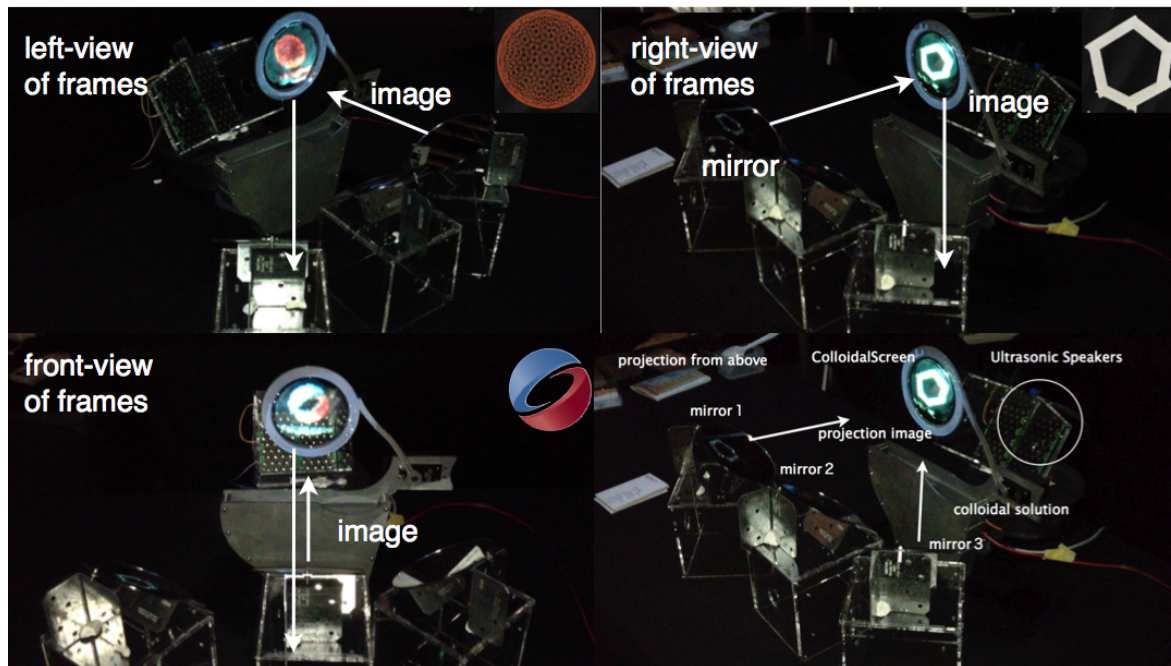 left-view
of frames
image
right-view
of frames
image
mirror
front-view
of frames
image
projection from above
ColloidalScreen
Ultrasonic Speakers
mirror 1
projection image
mirror 2
colloidal solution
mirror 3